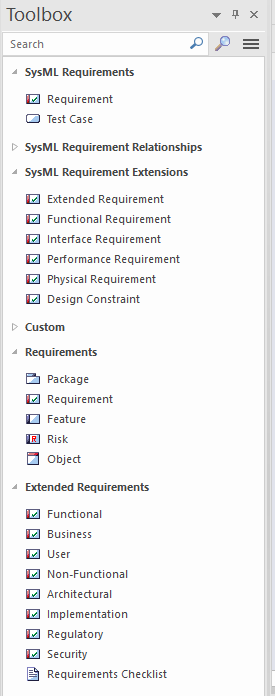 Toolbox
Search
SysML Requirements
Requirement
Test Case
SysML Requirement Relationships
SysML Requirement Extensions
Extended Requirement
Functional Requirement
Interface Requirement
Performance Requirement
Physical Requirement
Design Constraint
Custom
Requirements
Package
Requirement
Feature
Risk
Object
Extended Requirements
Functional
Business
User
Non-Functional
Architectural
Implementation
Regulatory
Security
Requirements Checklist